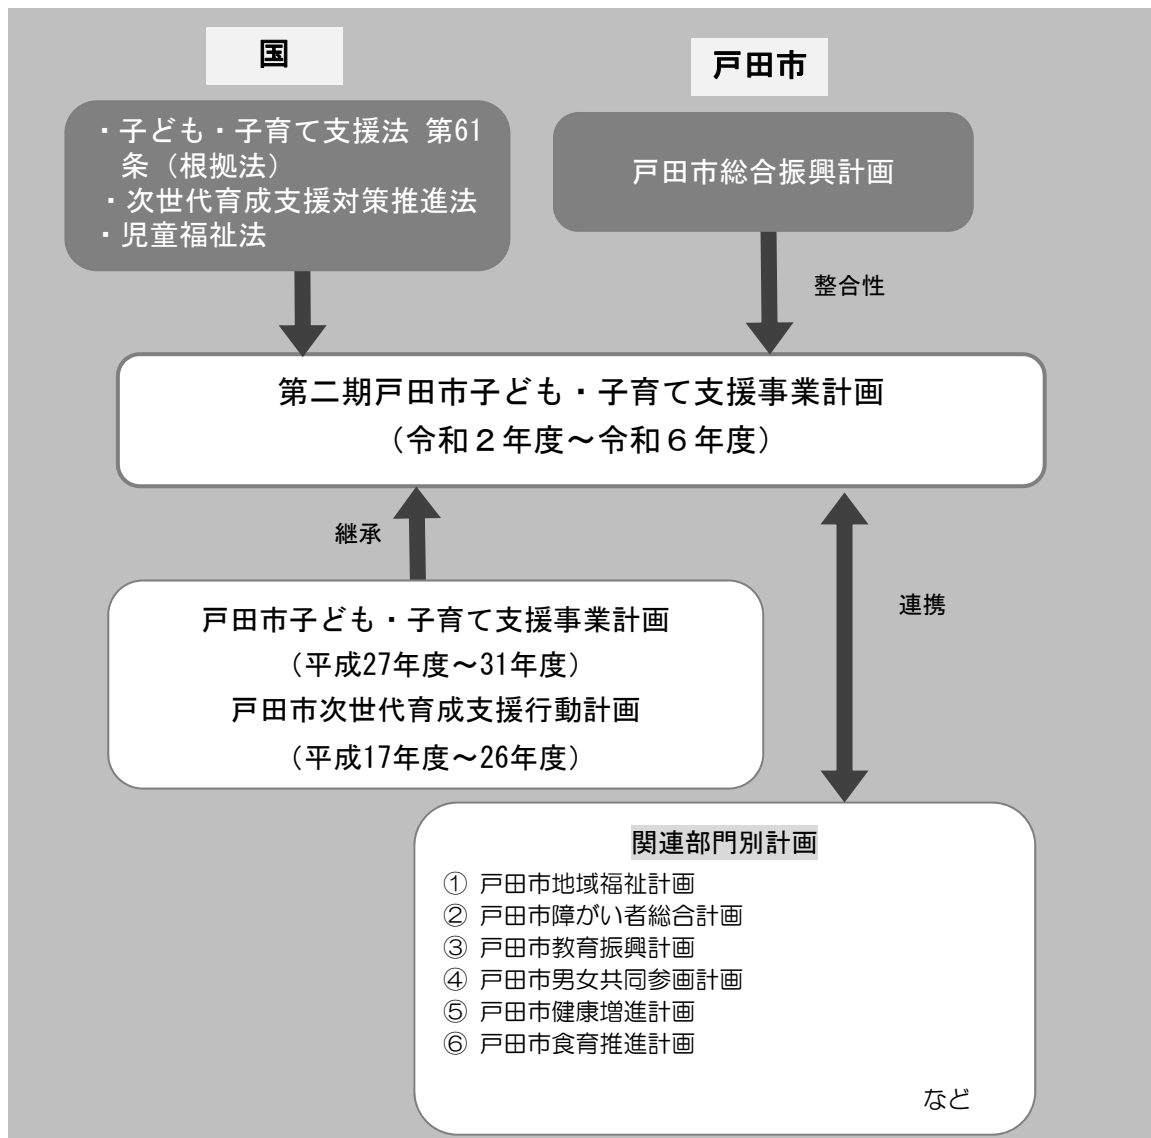 国
戸田市
・子ども・子育て支援法 第61
条（根拠法）
・次世代育成支援対策推進法
・児童福祉法
戸田市総合振興計画
整合性
第二期戸田市子ども・子育て支援事業計画
（令和２年度～令和６年度）
継承
連携
戸田市子ども・子育て支援事業計画
（平成27年度～31年度）
戸田市次世代育成支援行動計画
（平成17年度～26年度）
関連部門別計画
① 戸田市地域福祉計画
② 戸田市障がい者総合計画
③ 戸田市教育振興計画
④ 戸田市男女共同参画計画
⑤ 戸田市健康増進計画
⑥ 戸田市食育推進計画
など